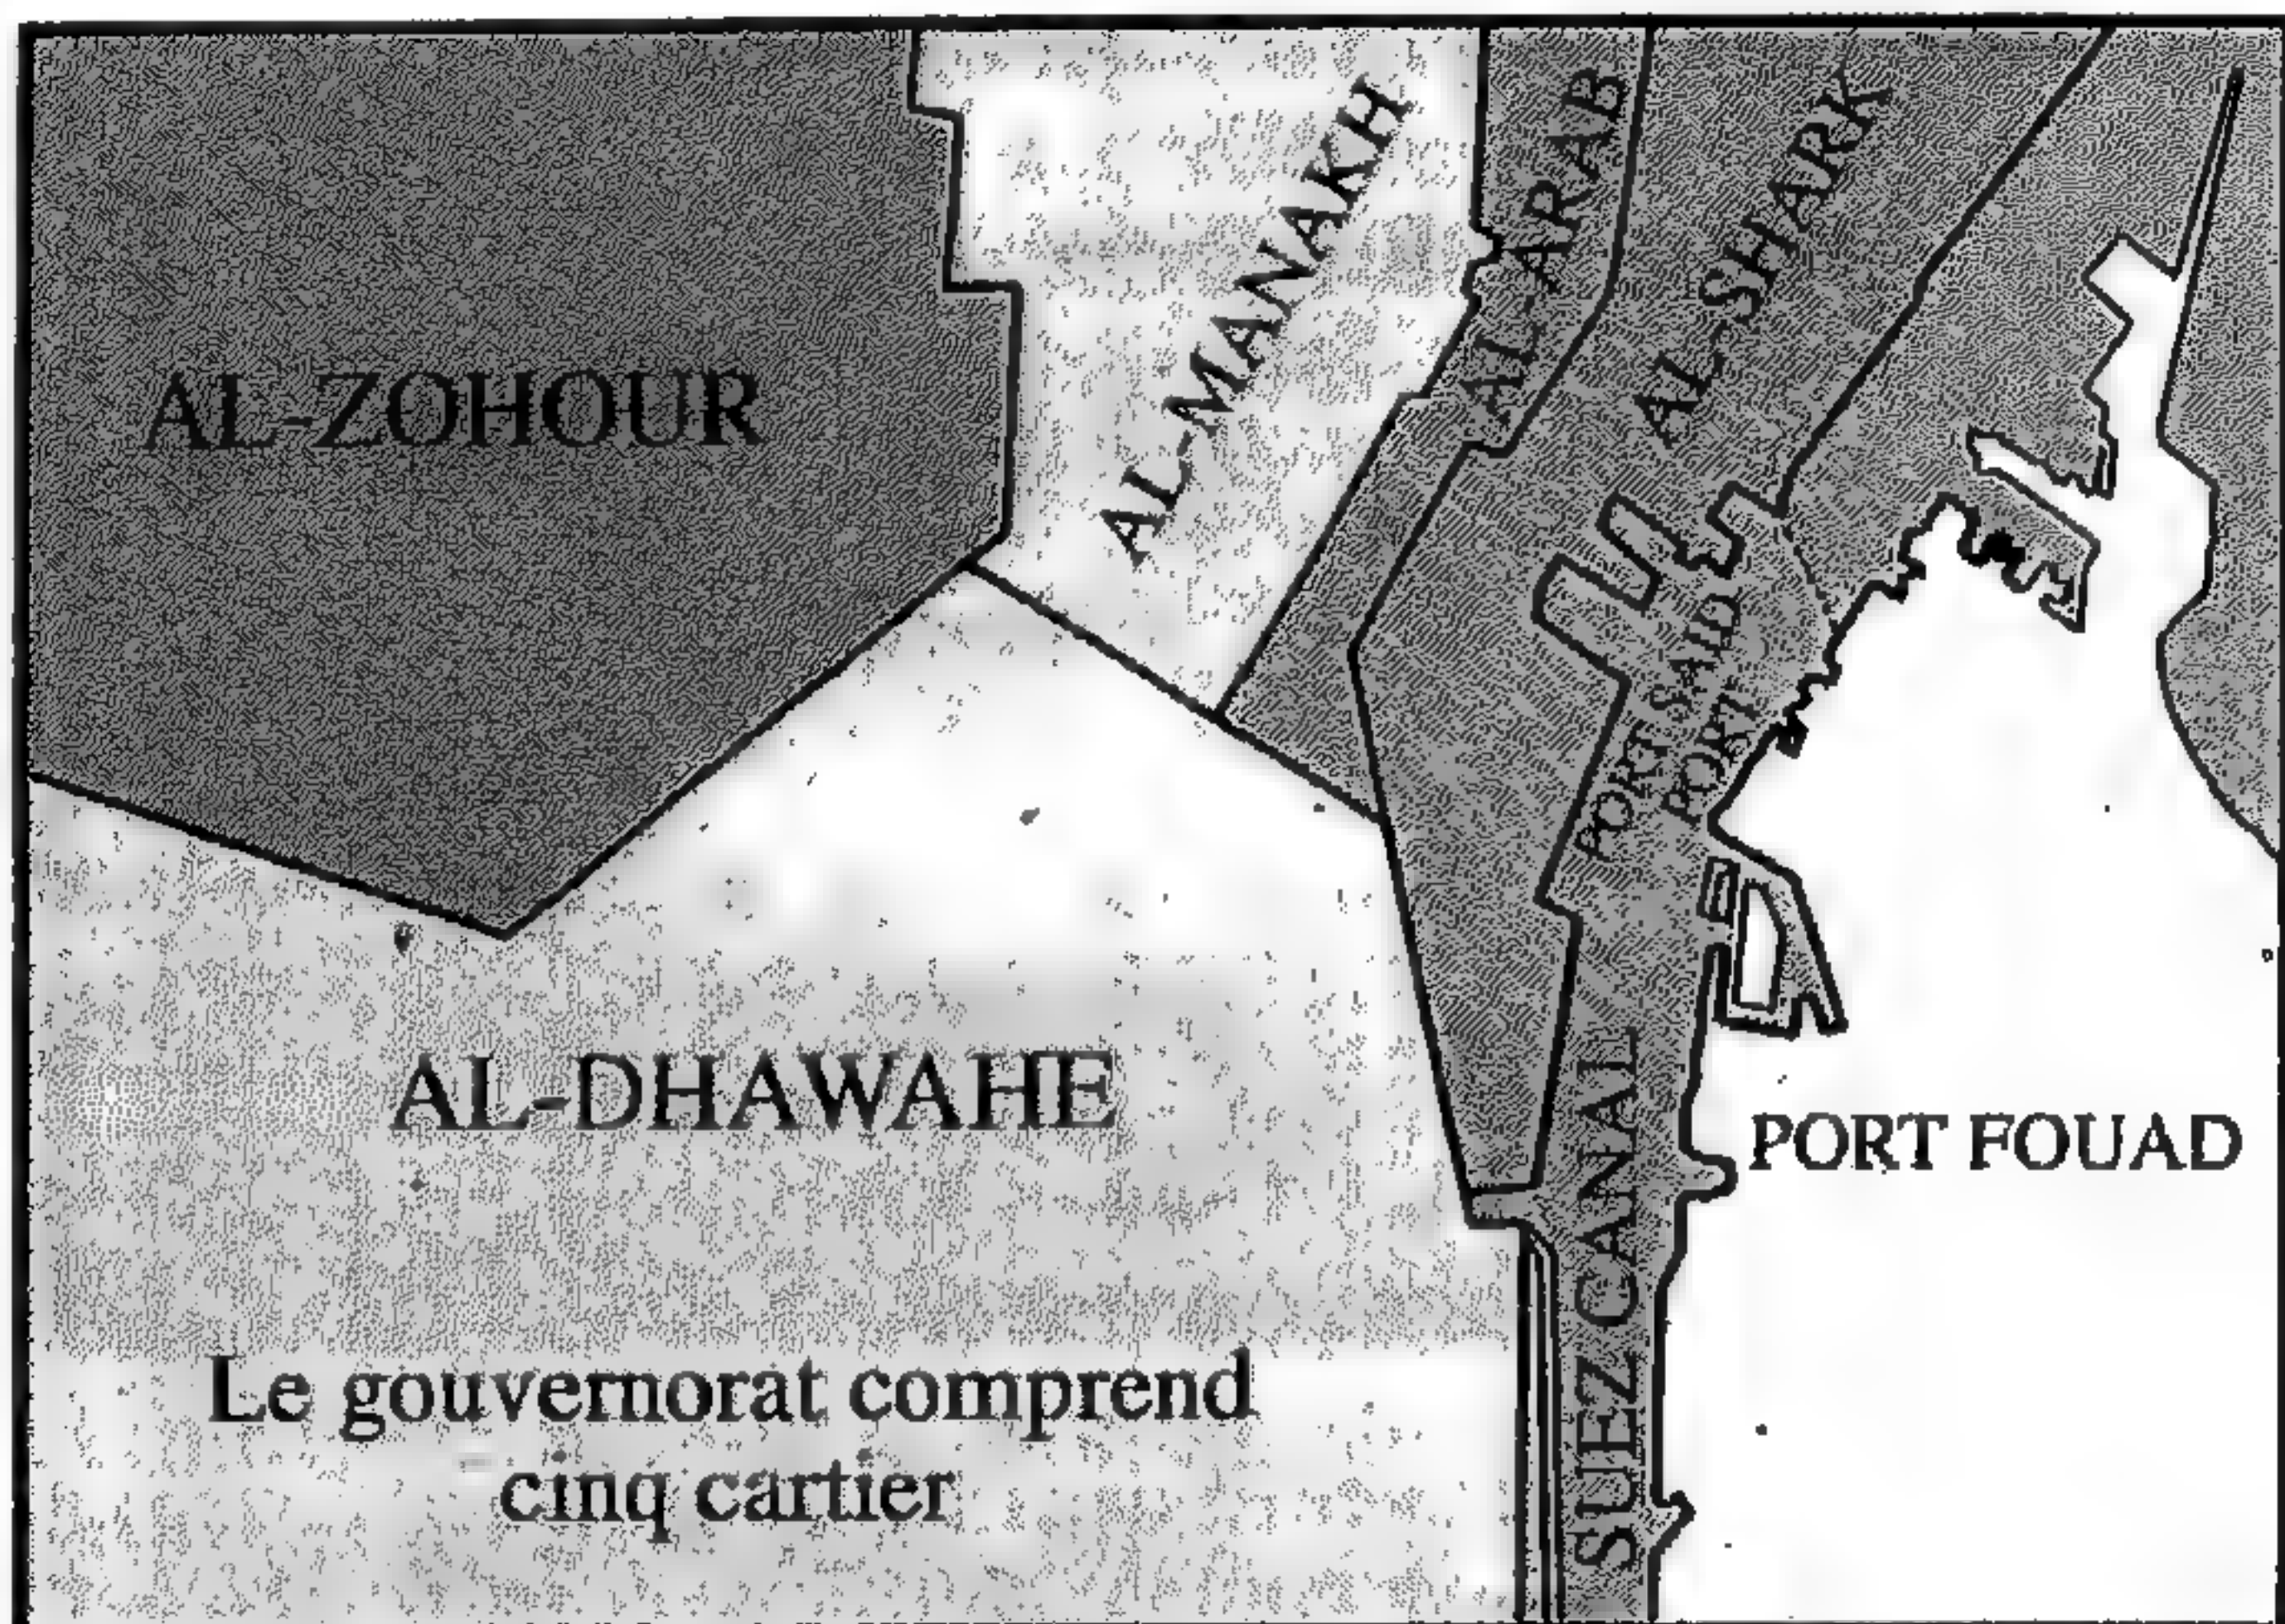 AL-ZOHOUR
AL-MANAKH
AL-ARAB
AL-SHARK
PORT SAID
PORT
AL-DHAWAHE
SUEZ CANAL
PORT FOUAD
Le gouvernorat comprend
cinq cartier